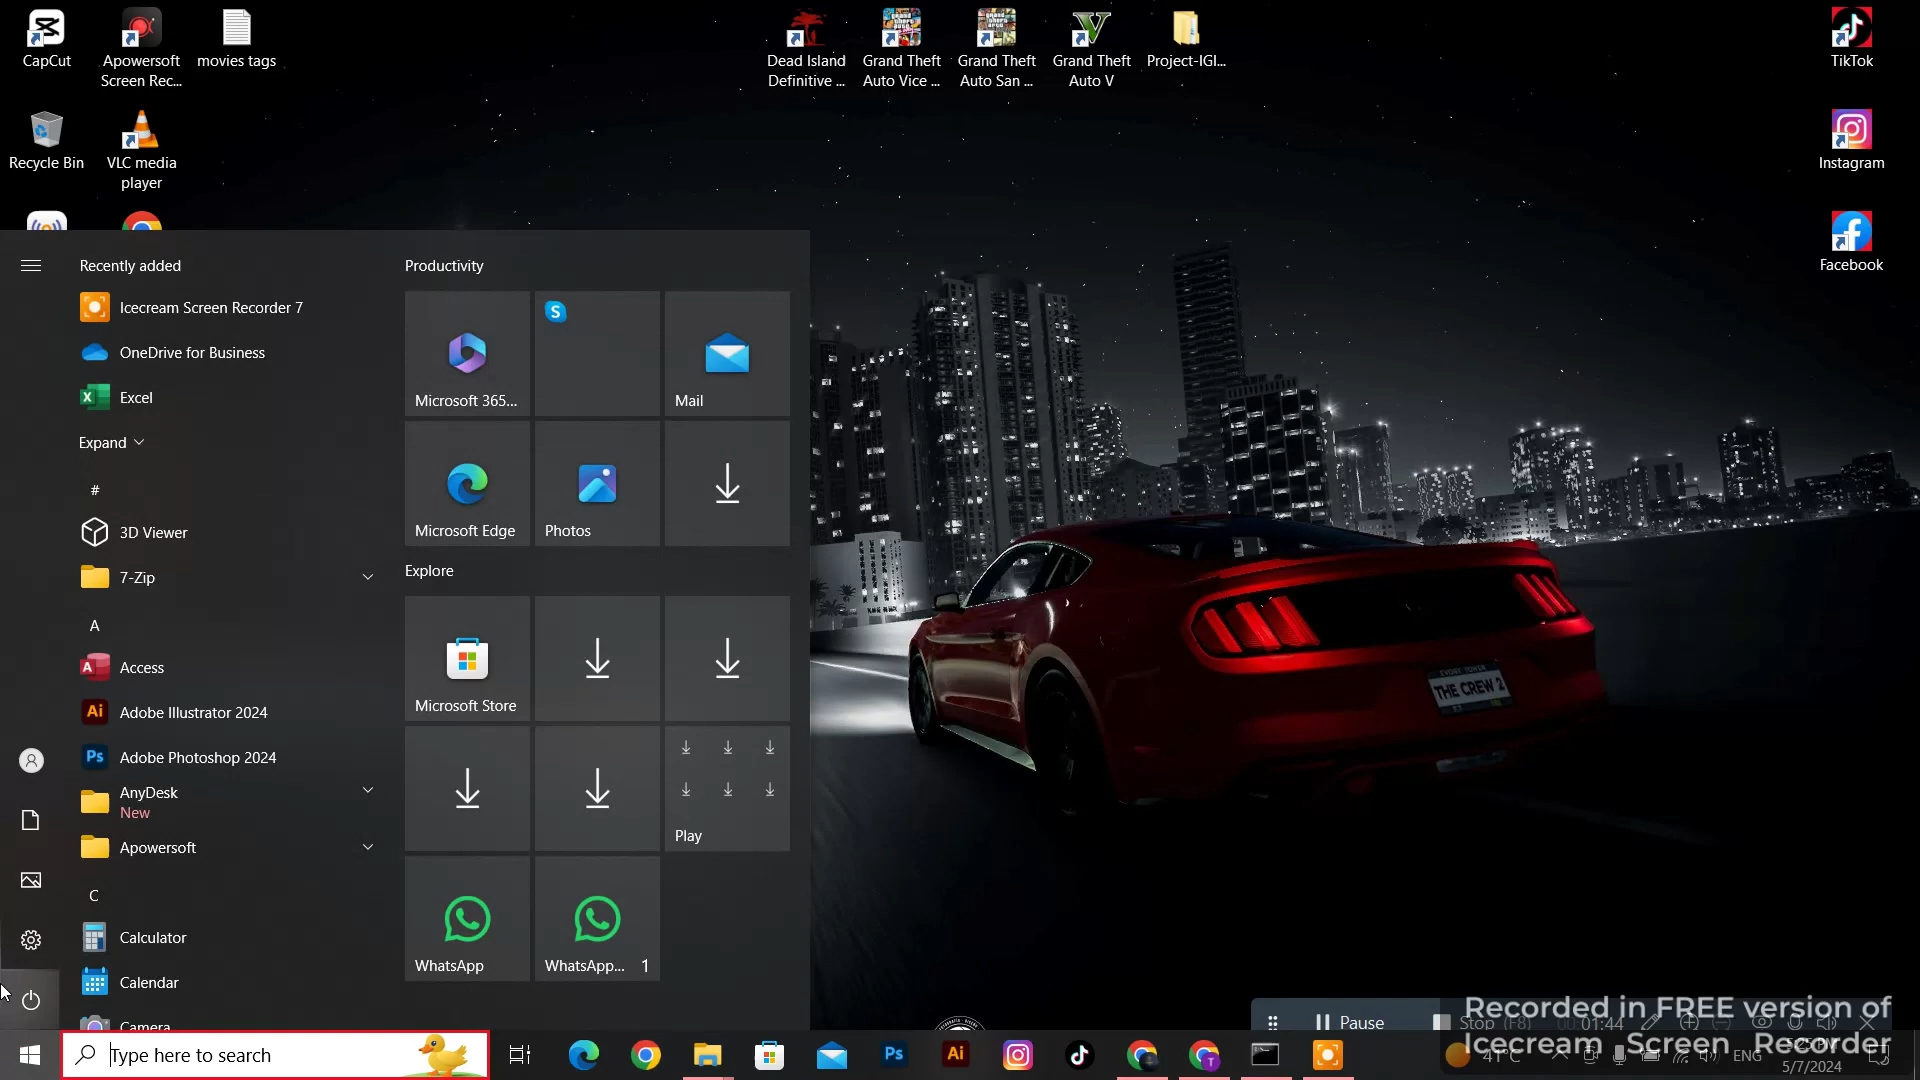 CapCut
Apowersoft
Screen Rec...
movies tags
Dead Island
Definitive ...
Grand Theft
Auto Vice ...
Grand Theft
Auto San ...
Grand Theft
Auto V
Project-IGI...
TikTok
Recycle Bin
VLC media
player
Instagram
Facebook
Recently added
Icecream Screen Recorder 7
OneDrive for Business
Excel
Expand
#
3D Viewer
7-Zip
A
Access
Adobe Illustrator 2024
Adobe Photoshop 2024
AnyDesk
New
Apowersoft
C
Calculator
Calendar
Camera
Productivity
Microsoft 365...
Mail
Microsoft Edge
Photos
Explore
Microsoft Store
Play
WhatsApp
WhatsApp... 1
THE CREW 2
Pause
Stop (F8)
00:01:44
Recorded in FREE version of
Icecream Screen Recorder
Type here to search
41°C
ENG
5/7/2024